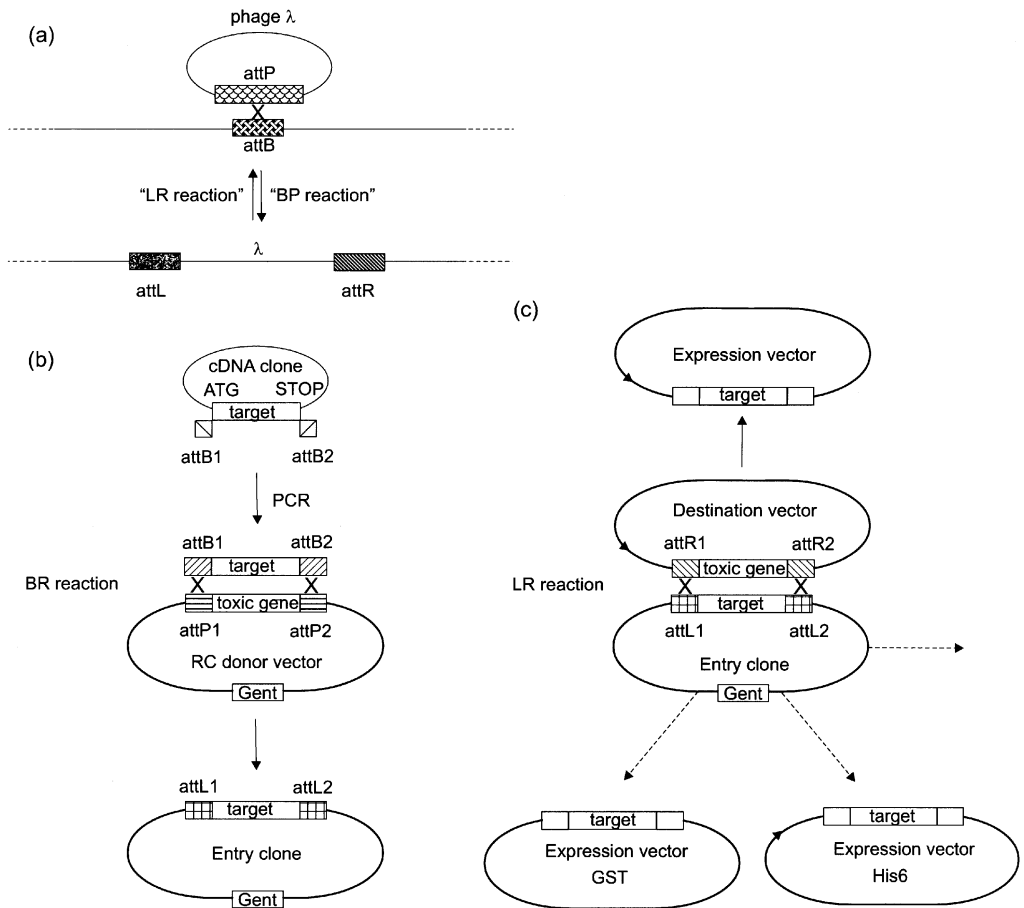 (a)
phage λ
attP
X
attB
"LR reaction" "BP reaction"
λ
attL attR
(b)
cDNA clone
ATG STOP
target
attB1 attB2
PCR
attB1 attB2
target
BR reaction
X X
toxic gene
attP1 attP2
RC donor vector
Gent
attL1 attL2
target
Entry clone
Gent
(c)
Expression vector
target
Destination vector
attR1 attR2
toxic gene
LR reaction
X X
target
attL1 attL2
Entry clone
Gent
target
Expression vector
GST
target
Expression vector
His6